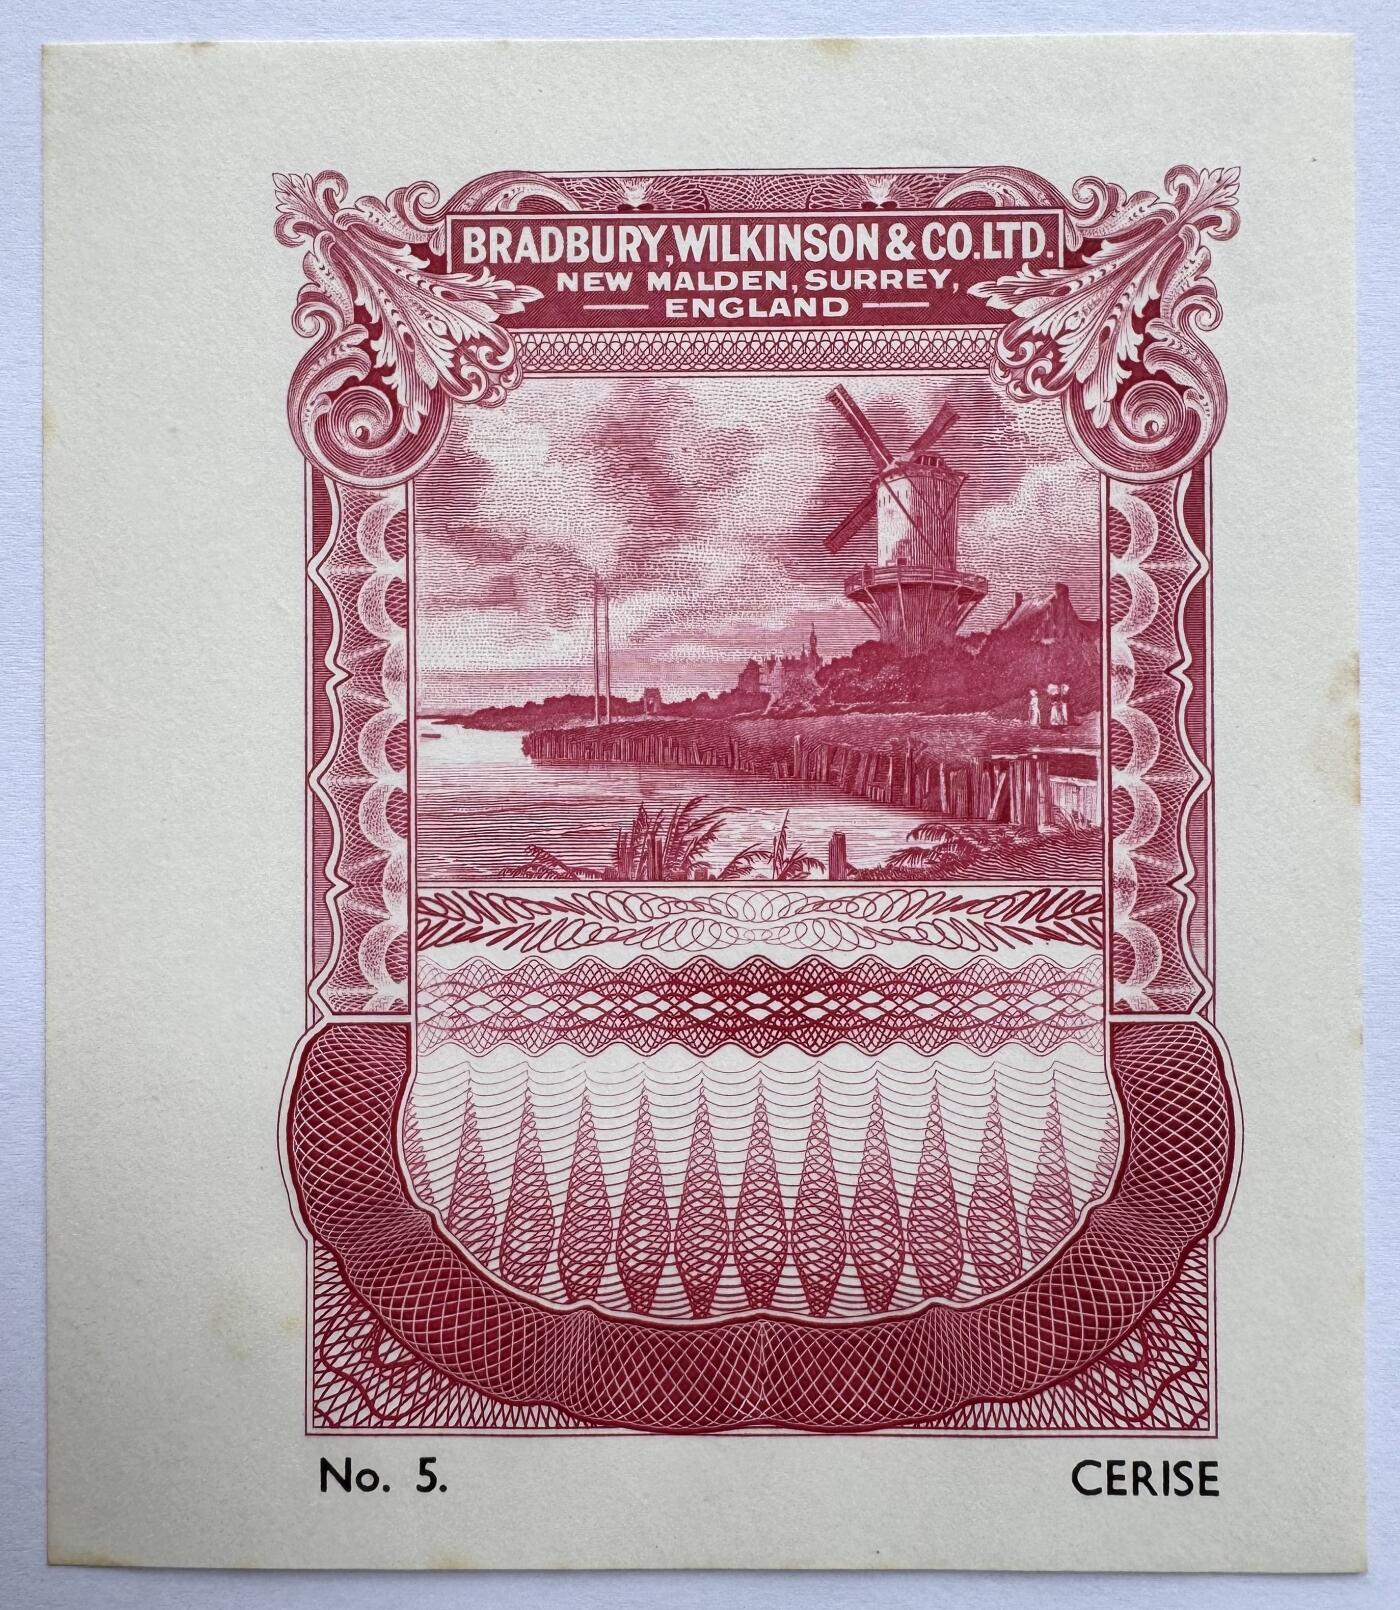 BRADBURY, WILKINSON & CO. LTD.
NEW MALDEN, SURREY,
ENGLAND
No. 5. CERISE